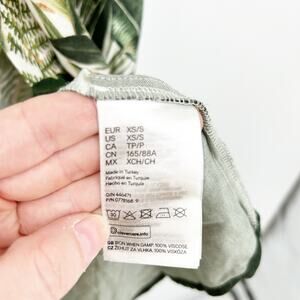 EUR XS/S
US XS/S
CA TP/P
CN 165/88A
MX XCH/CH
Made in Turkey
Fabriqué en Turquie
Hecho en Turquía
clevercare.info
GB IRON WHEN DAMP. 100% VISCOSE
CZ ŽEHLIT ZA VLHKA. 100% VISKÓZA